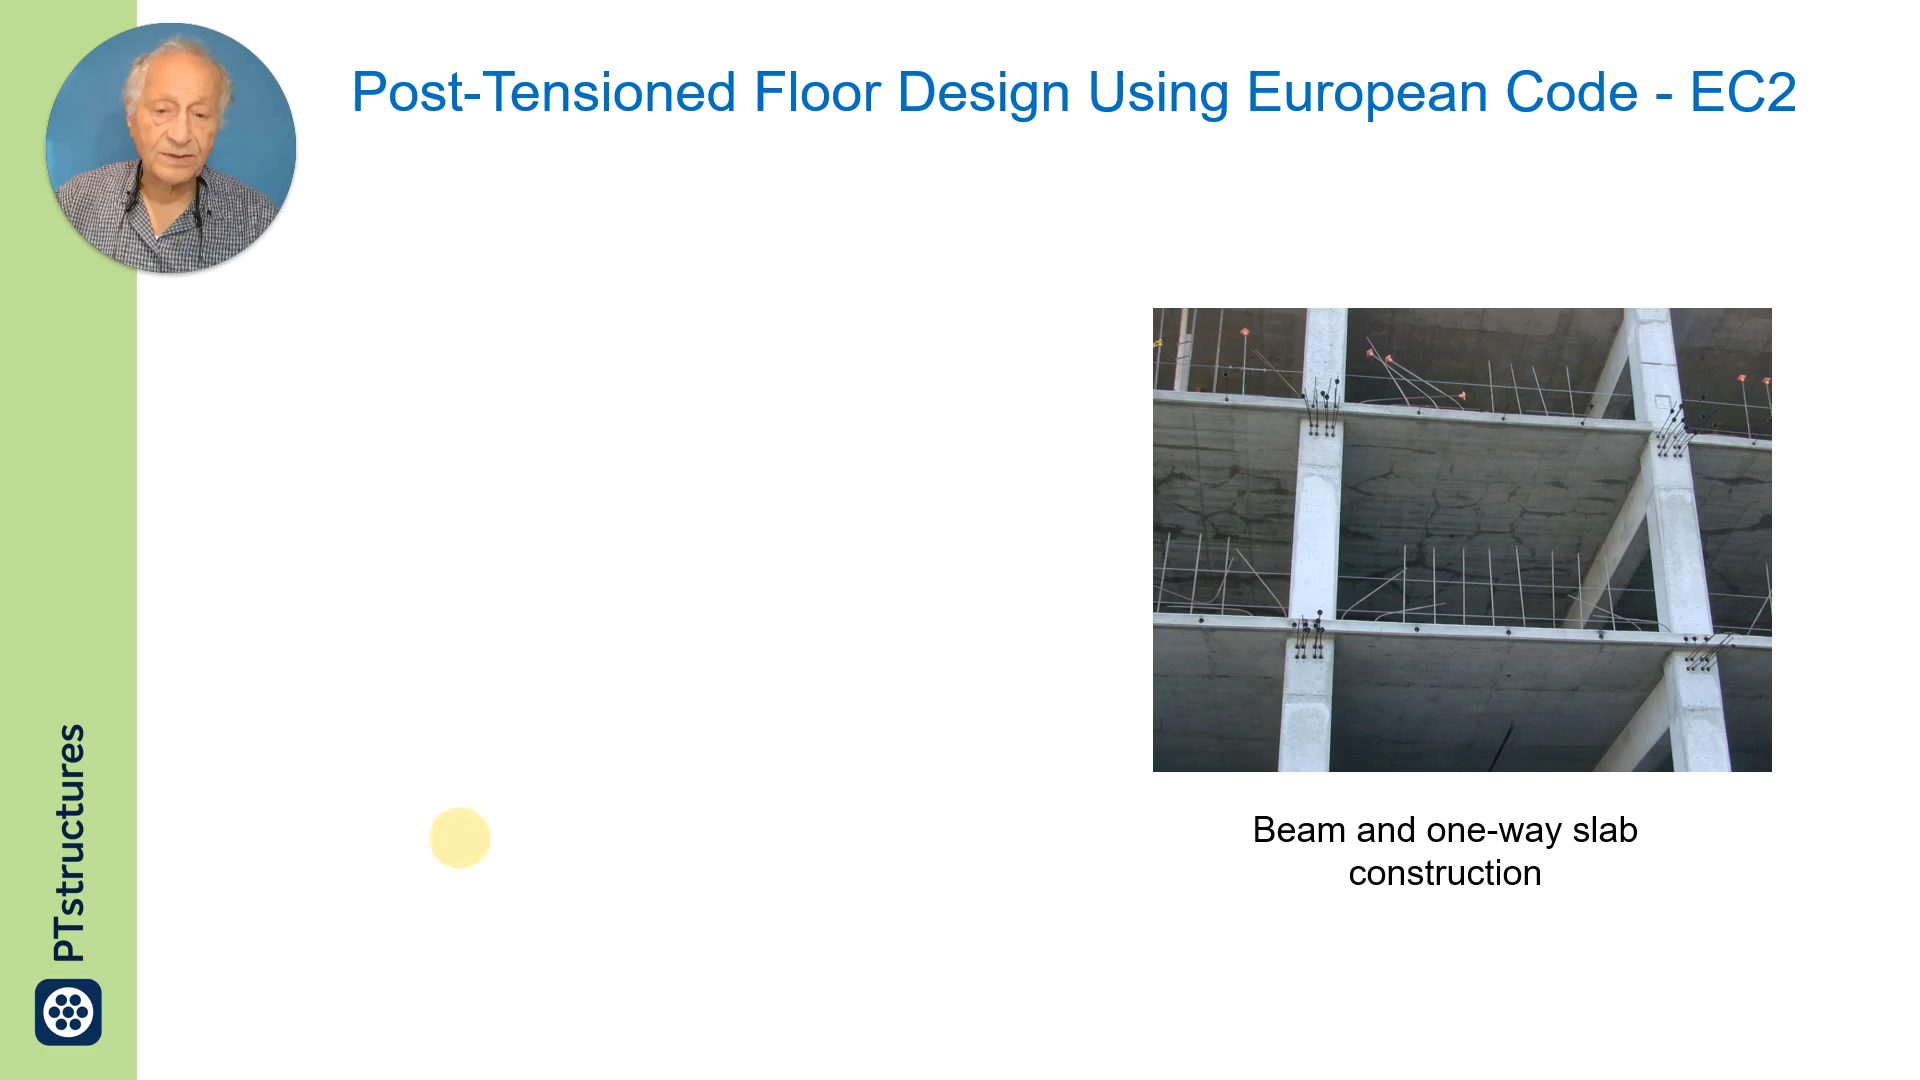 Post-Tensioned Floor Design Using European Code - EC2
Beam and one-way slab
construction
PTstructures